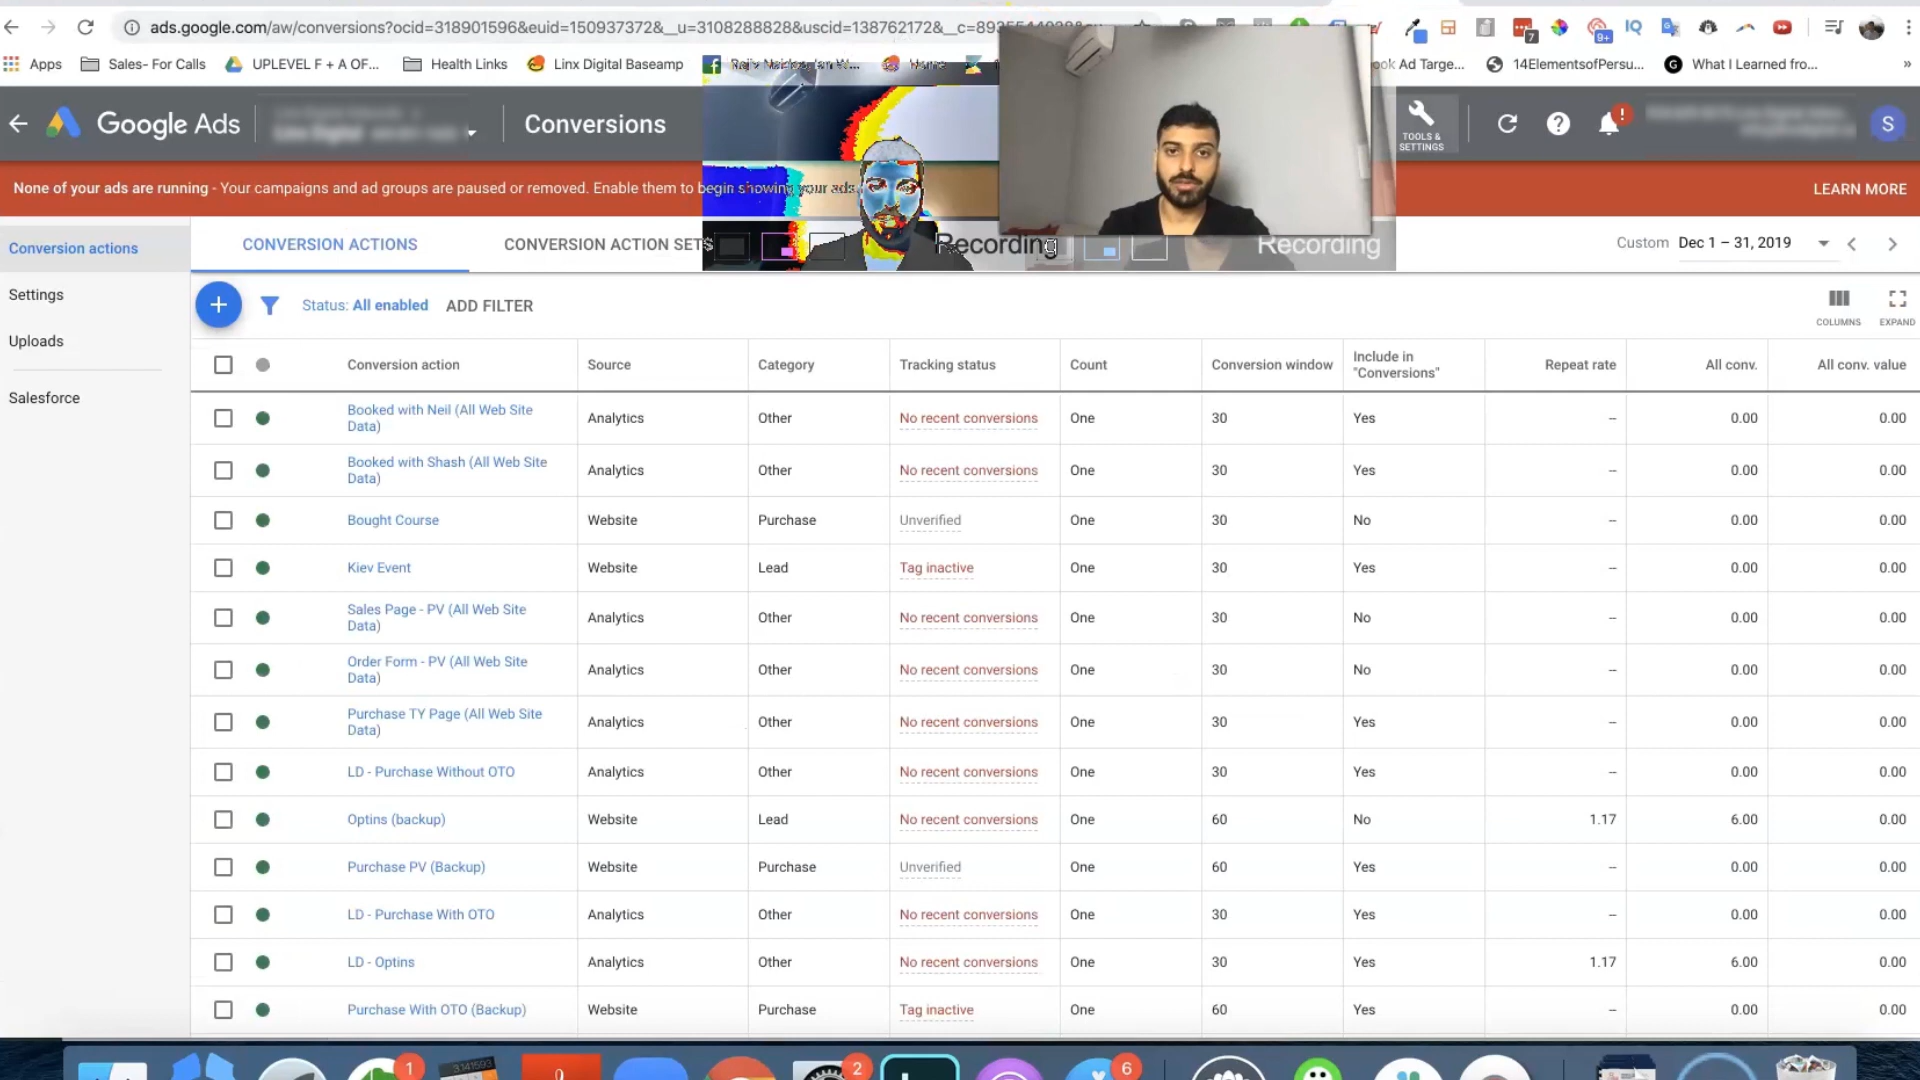 ads.google.com/aw/conversions?ocid=318901596&euid=150937372&__u=3108288828&uscid=1387621728&__c=893
7
9+
Apps
Sales- For Calls
UPLEVEL F + A OF...
Health Links
Linx Digital Basecamp
ok Ad Targe...
14ElementsofPersu...
What I Learned fro...
»
Google Ads
Conversions
TOOLS &
SETTINGS
S
None of your ads are running - Your campaigns and ad groups are paused or removed. Enable them to begin showing your ads.
LEARN MORE
Conversion actions
Settings
Uploads
Salesforce
CONVERSION ACTIONS
CONVERSION ACTION SETS
Recording
Recording
Custom Dec 1 – 31, 2019
Status: All enabled
ADD FILTER
COLUMNS
EXPAND
Conversion action Source Category Tracking status Count Conversion window Include in "Conversions" Repeat rate All conv. All conv. value
Booked with Neil (All Web Site Data) Analytics Other No recent conversions One 30 Yes – 0.00 0.00
Booked with Shash (All Web Site Data) Analytics Other No recent conversions One 30 Yes – 0.00 0.00
Bought Course Website Purchase Unverified One 30 No – 0.00 0.00
Kiev Event Website Lead Tag inactive One 30 Yes – 0.00 0.00
Sales Page - PV (All Web Site Data) Analytics Other No recent conversions One 30 No – 0.00 0.00
Order Form - PV (All Web Site Data) Analytics Other No recent conversions One 30 No – 0.00 0.00
Purchase TY Page (All Web Site Data) Analytics Other No recent conversions One 30 Yes – 0.00 0.00
LD - Purchase Without OTO Analytics Other No recent conversions One 30 Yes – 0.00 0.00
Optins (backup) Website Lead No recent conversions One 60 No 1.17 6.00 0.00
Purchase PV (Backup) Website Purchase Unverified One 60 Yes – 0.00 0.00
LD - Purchase With OTO Analytics Other No recent conversions One 30 Yes – 0.00 0.00
LD - Optins Analytics Other No recent conversions One 30 Yes 1.17 6.00 0.00
Purchase With OTO (Backup) Website Purchase Tag inactive One 60 Yes – 0.00 0.00
1
2
6